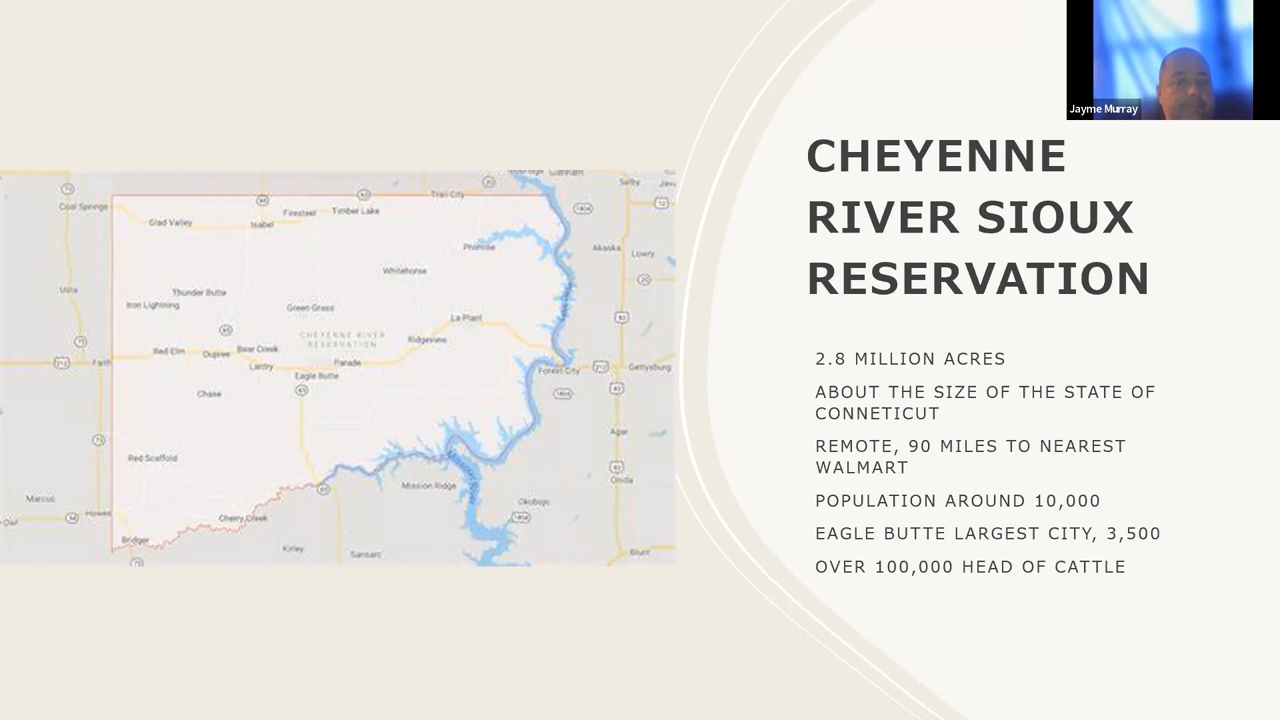 Jayme Murray
CHEYENNE
RIVER SIOUX
RESERVATION
2.8 MILLION ACRES
ABOUT THE SIZE OF THE STATE OF
CONNETICUT
REMOTE, 90 MILES TO NEAREST
WALMART
POPULATION AROUND 10,000
EAGLE BUTTE LARGEST CITY, 3,500
OVER 100,000 HEAD OF CATTLE
Trail City
Selby
Coal Springs
Glad Valley
Isabel
Firesteel
Timber Lake
Promise
Akaska
Lowry
Whitehorse
Thunder Butte
Iron Lightning
Green Grass
La Plant
CHEYENNE RIVER
RESERVATION
Ridgeview
Red Elm
Dupree
Bear Creek
Lantry
Parade
Faith
212
Eagle Butte
Forest City
212
Gettysburg
Chase
Agar
Red Scaffold
Mission Ridge
Onida
Marcus
Okobojo
Howes
Cherry Creek
Bridger
Kirley
Sansarc
Blunt